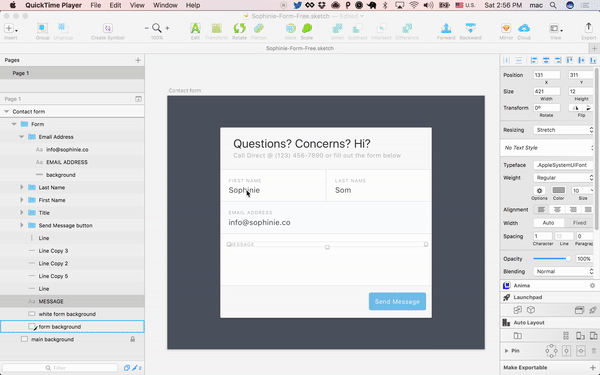 QuickTime Player File Edit View Window Help U.S. Sat 2:56 PM mac
Sophinie-Form-Free.sketch — Edited
Insert Group Create Symbol 100% Edit Transform Rotate Flatten Mask Scale Union Subtract Intersect Difference Forward Backward Mirror Cloud View Export
Sophinie-Form-Free.sketch
Pages
Page 1
Page 1
Contact form
Form
Email Address
Aa info@sophinie.co
Aa EMAIL ADDRESS
background
Last Name
First Name
Title
Send Message button
Line
Line Copy 3
Line Copy 2
Line Copy 5
Line
Aa MESSAGE
white form background
form background
main background
Filter
Contact form
Questions? Concerns? Hi?
Call Direct @ (123) 456-7890 or fill out the form below
FIRST NAME
Sophinie
LAST NAME
Som
EMAIL ADDRESS
info@sophinie.co
MESSAGE
Send Message
Position 131 311
X Y
Size 421 12
Width Height
Transform 0°
Rotate Flip
Resizing Stretch
No Text Style
Typeface .AppleSystemUIFont
Weight Regular
10
Options Color Size
Alignment
Width Auto Fixed
Spacing 1 0
Character Line Paragraph
Opacity 100%
Blending Normal
Anima
Launchpad
Auto Layout
Pin
Make Exportable